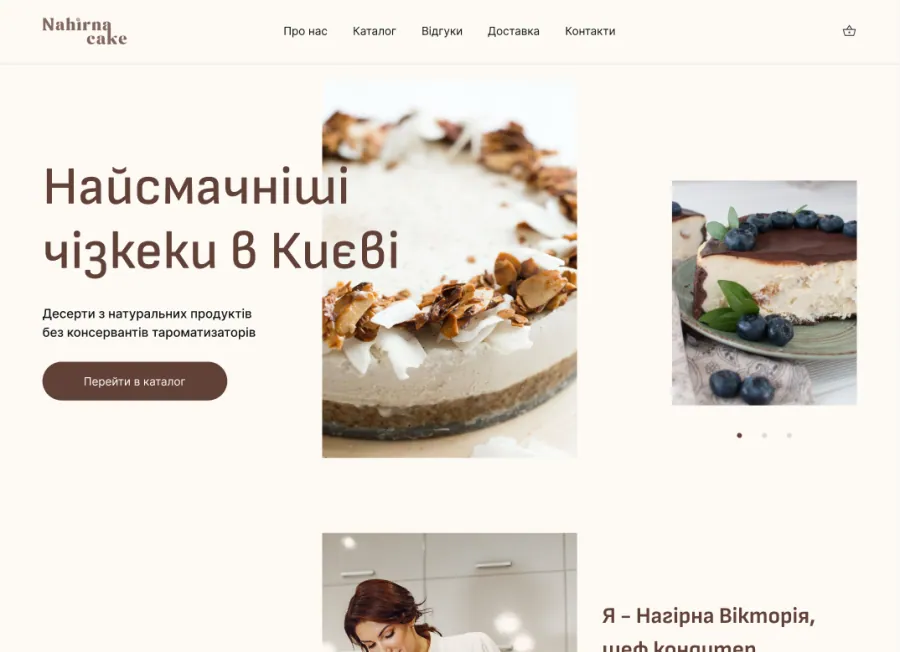 Nahirna
cake
Про нас
Каталог
Відгуки
Доставка
Контакти
Найсмачніші
чізкеки в Києві
Десерти з натуральних продуктів
без консервантів тароматизаторів
Перейти в каталог
Я - Нагірна Вікторія,
шеф кондитер